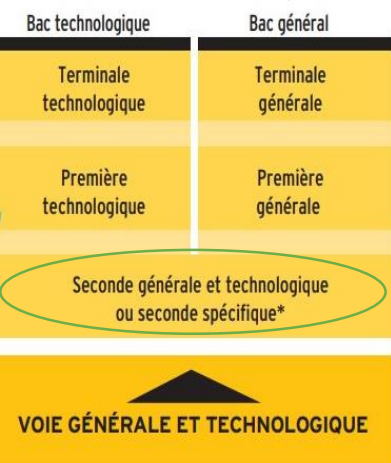 Bac technologique Bac général
Terminale technologique Terminale générale
Première technologique Première générale
Seconde générale et technologique
ou seconde spécifique*
VOIE GÉNÉRALE ET TECHNOLOGIQUE